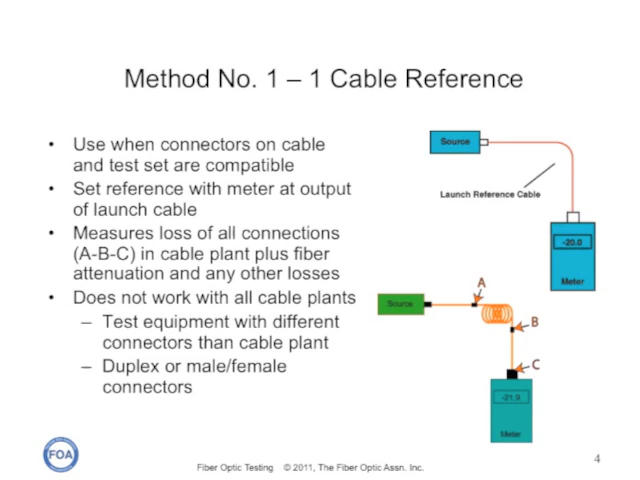 Method No. 1 – 1 Cable Reference
• Use when connectors on cable
and test set are compatible
• Set reference with meter at output
of launch cable
• Measures loss of all connections
(A-B-C) in cable plant plus fiber
attenuation and any other losses
• Does not work with all cable plants
– Test equipment with different
connectors than cable plant
– Duplex or male/female
connectors
Source
Launch Reference Cable
-20.0
Meter
A
Source
B
C
-21.9
Meter
FOA
Fiber Optic Testing © 2011, The Fiber Optic Assn. Inc.
4